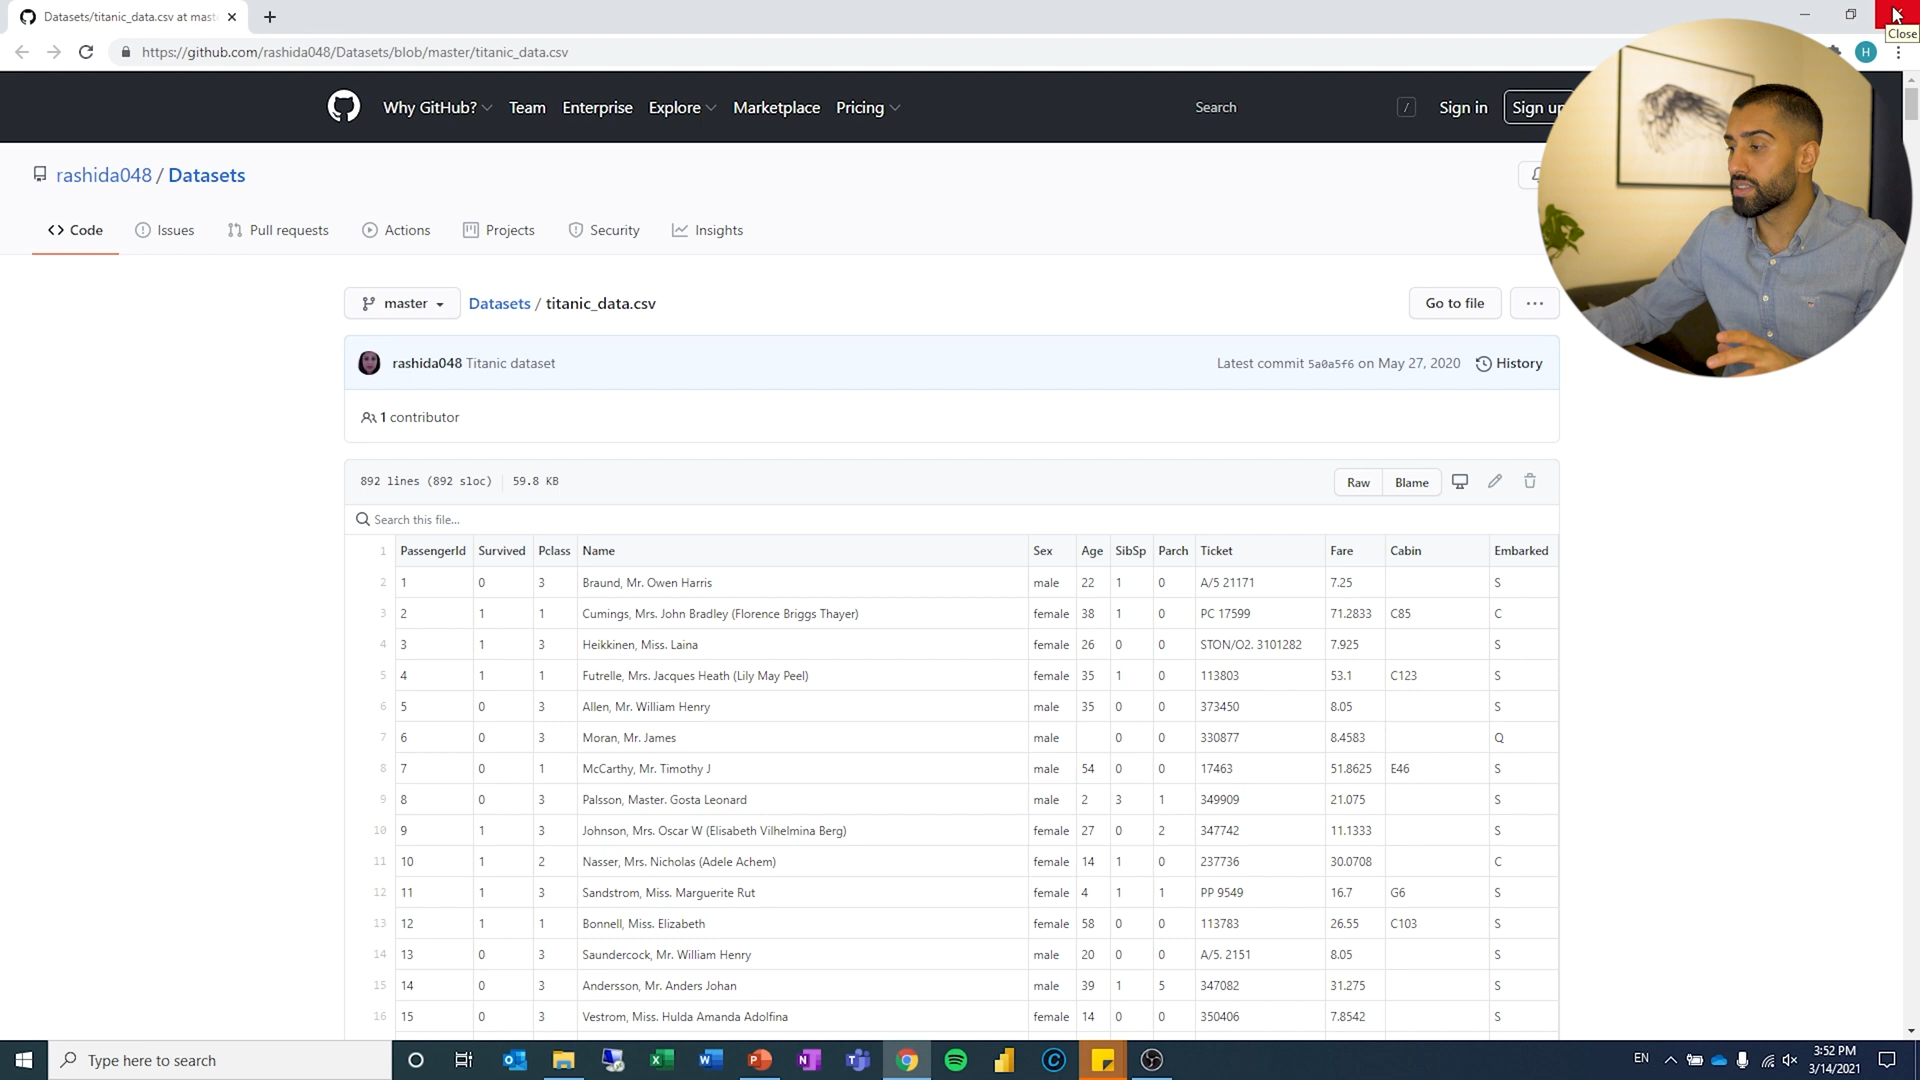 Datasets/titanic_data.csv at mast
Close
https://github.com/rashida048/Datasets/blob/master/titanic_data.csv
H
Why GitHub? Team Enterprise Explore Marketplace Pricing Search / Sign in Sign up
rashida048 / Datasets
Code Issues Pull requests Actions Projects Security Insights
master Datasets / titanic_data.csv Go to file ...
rashida048 Titanic dataset Latest commit 5a0a5f6 on May 27, 2020 History
1 contributor
892 lines (892 sloc) 59.8 KB Raw Blame
Search this file...
1 PassengerId Survived Pclass Name Sex Age SibSp Parch Ticket Fare Cabin Embarked
2 1 0 3 Braund, Mr. Owen Harris male 22 1 0 A/5 21171 7.25 S
3 2 1 1 Cumings, Mrs. John Bradley (Florence Briggs Thayer) female 38 1 0 PC 17599 71.2833 C85 C
4 3 1 3 Heikkinen, Miss. Laina female 26 0 0 STON/O2. 3101282 7.925 S
5 4 1 1 Futrelle, Mrs. Jacques Heath (Lily May Peel) female 35 1 0 113803 53.1 C123 S
6 5 0 3 Allen, Mr. William Henry male 35 0 0 373450 8.05 S
7 6 0 3 Moran, Mr. James male 0 0 330877 8.4583 Q
8 7 0 1 McCarthy, Mr. Timothy J male 54 0 0 17463 51.8625 E46 S
9 8 0 3 Palsson, Master. Gosta Leonard male 2 3 1 349909 21.075 S
10 9 1 3 Johnson, Mrs. Oscar W (Elisabeth Vilhelmina Berg) female 27 0 2 347742 11.1333 S
11 10 1 2 Nasser, Mrs. Nicholas (Adele Achem) female 14 1 0 237736 30.0708 C
12 11 1 3 Sandstrom, Miss. Marguerite Rut female 4 1 1 PP 9549 16.7 G6 S
13 12 1 1 Bonnell, Miss. Elizabeth female 58 0 0 113783 26.55 C103 S
14 13 0 3 Saundercock, Mr. William Henry male 20 0 0 A/5. 2151 8.05 S
15 14 0 3 Andersson, Mr. Anders Johan male 39 1 5 347082 31.275 S
16 15 0 3 Vestrom, Miss. Hulda Amanda Adolfina female 14 0 0 350406 7.8542 S
Type here to search
EN 3:52 PM
3/14/2021